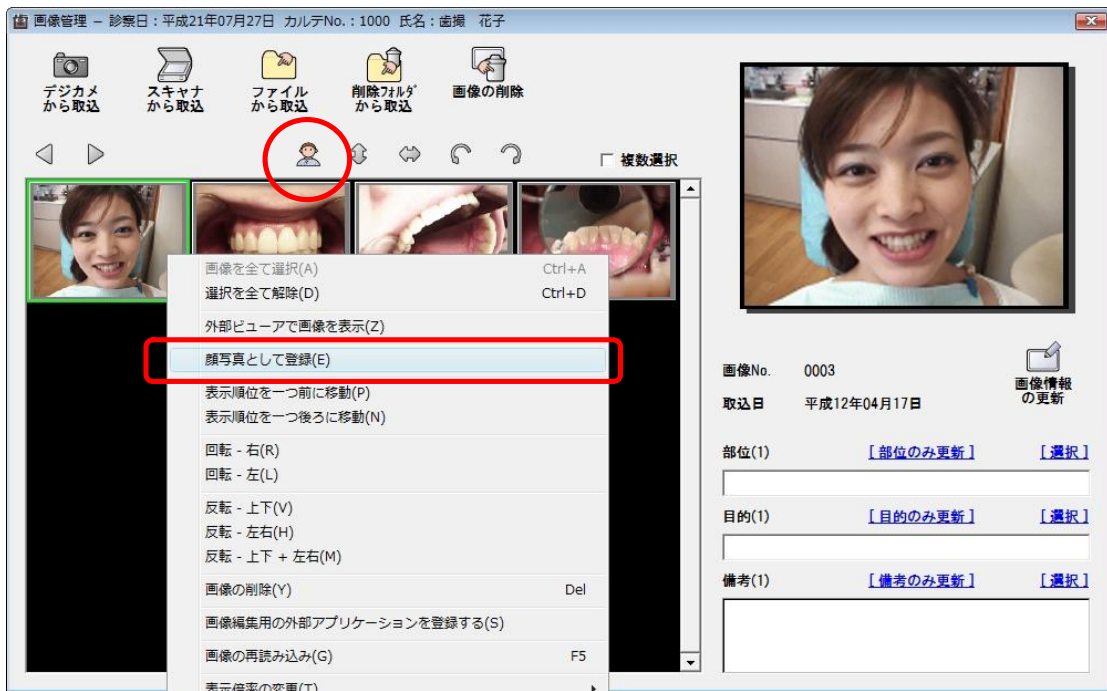 画像管理 － 診察日：平成21年07月27日 カルテNo.：1000 氏名：歯撮 花子
デジカメ
から取込
スキャナ
から取込
ファイル
から取込
削除ﾌｫﾙﾀﾞ
から取込
画像の削除
複数選択
画像を全て選択(A) Ctrl+A
選択を全て解除(D) Ctrl+D
外部ビューアで画像を表示(Z)
顔写真として登録(E)
表示順位を一つ前に移動(P)
表示順位を一つ後ろに移動(N)
回転 - 右(R)
回転 - 左(L)
反転 - 上下(V)
反転 - 左右(H)
反転 - 上下 + 左右(M)
画像の削除(Y) Del
画像編集用の外部アプリケーションを登録する(S)
画像の再読み込み(G) F5
表示倍率の変更(T)
画像No. 0003
取込日 平成12年04月17日
画像情報
の更新
部位(1) [部位のみ更新] [選択]
目的(1) [目的のみ更新] [選択]
備考(1) [備考のみ更新] [選択]